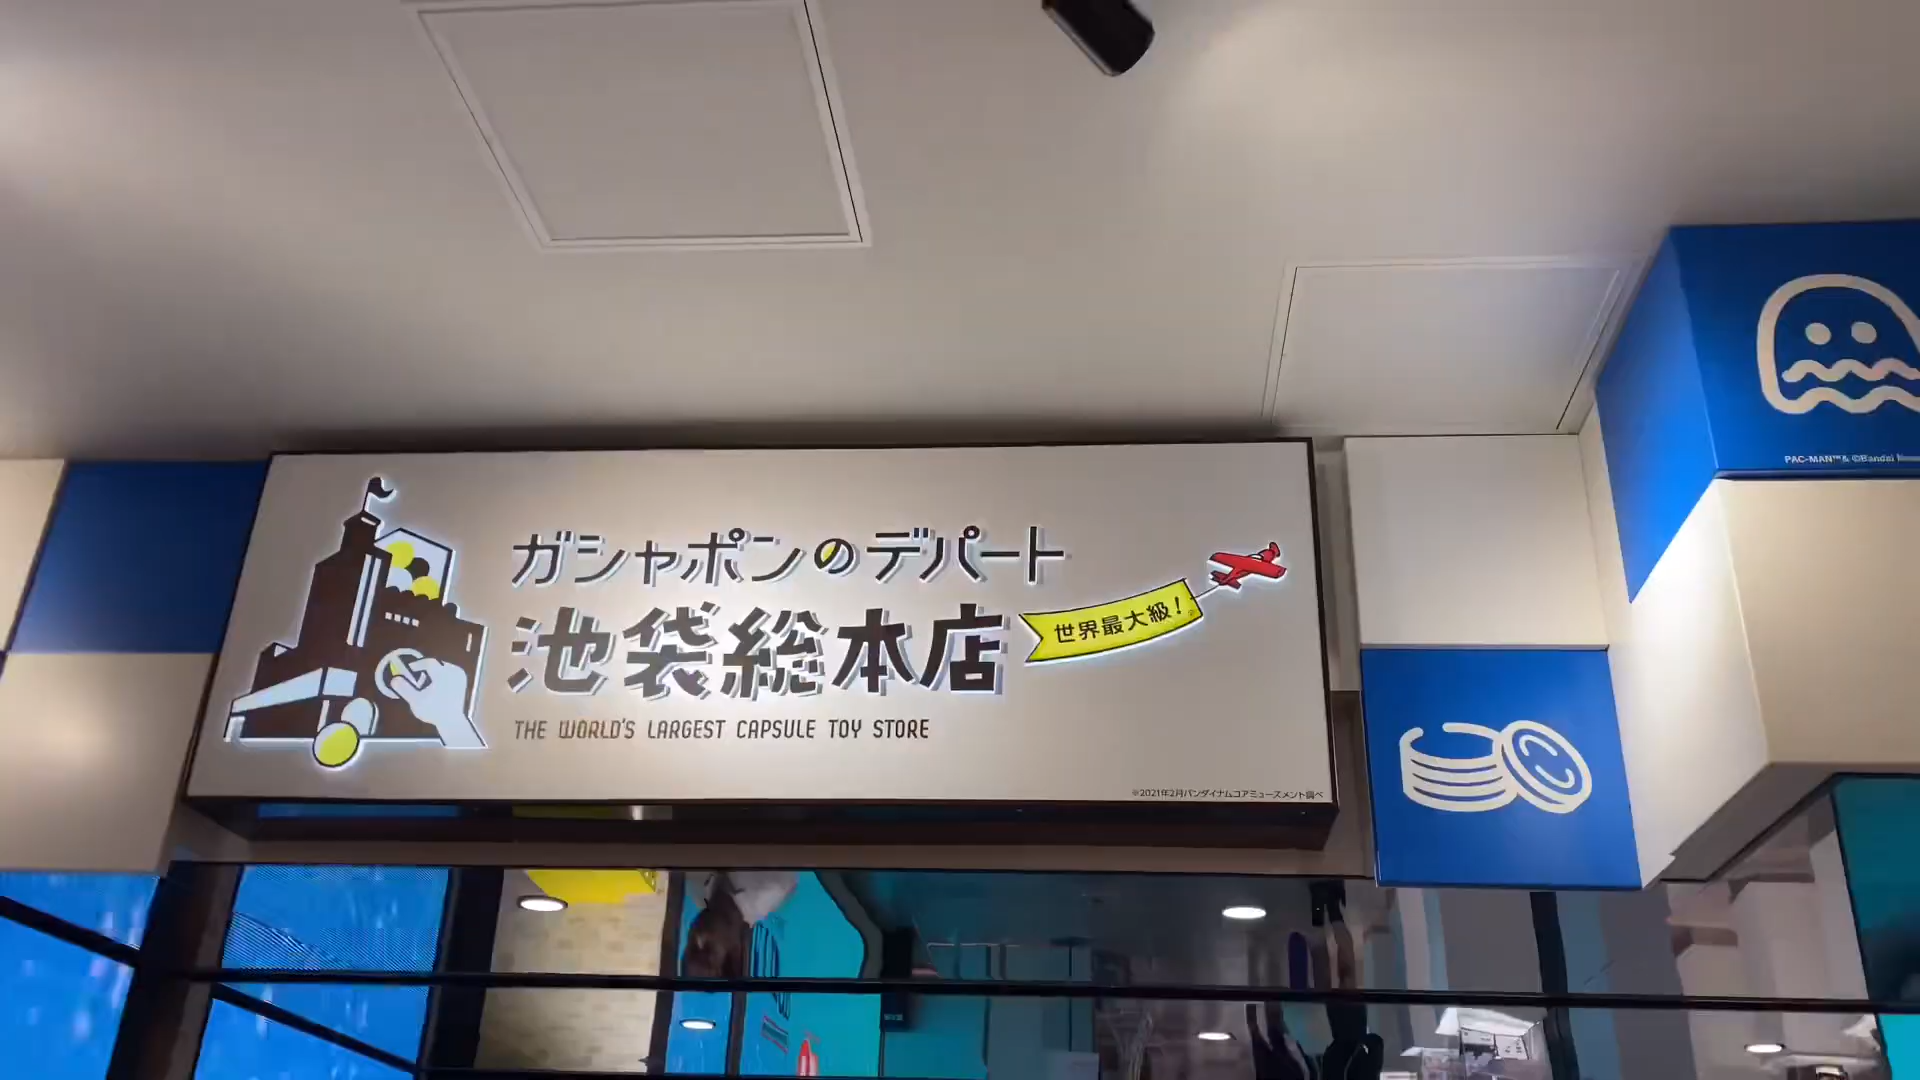 ガシャポンのデパート
池袋総本店
世界最大級!※
THE WORLD'S LARGEST CAPSULE TOY STORE
※2021年2月バンダイナムコアミューズメント調べ
PAC-MAN™& ©Bandai